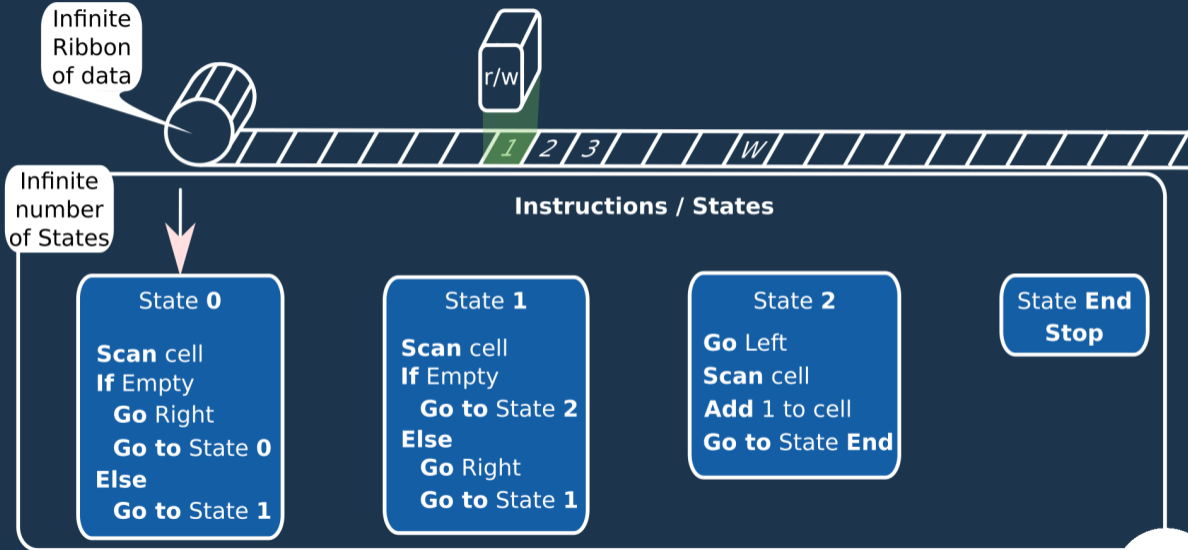 Infinite
Ribbon
of data
r/w
1 2 3 W
Infinite
number
of States
Instructions / States
State 0
Scan cell
If Empty
Go Right
Go to State 0
Else
Go to State 1
State 1
Scan cell
If Empty
Go to State 2
Else
Go Right
Go to State 1
State 2
Go Left
Scan cell
Add 1 to cell
Go to State End
State End
Stop